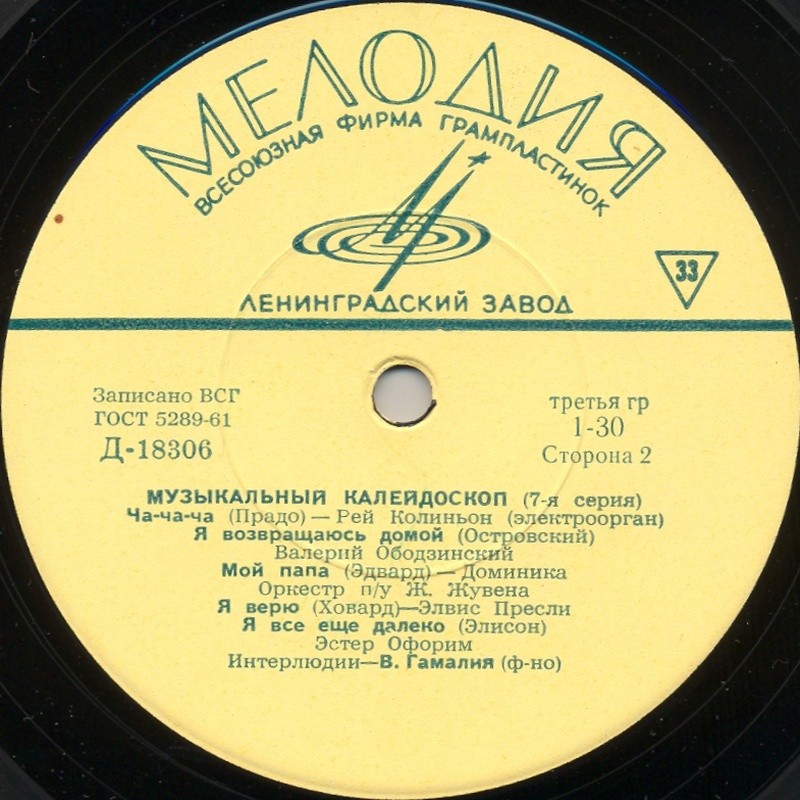 МЕЛОДИЯ
ВСЕСОЮЗНАЯ ФИРМА ГРАМПЛАСТИНОК
ЛЕНИНГРАДСКИЙ ЗАВОД
33
Записано ВСГ
ГОСТ 5289-61
Д-18306
третья гр
1-30
Сторона 2
МУЗЫКАЛЬНЫЙ КАЛЕЙДОСКОП (7-я серия)
Ча-ча-ча (Прадо) — Рей Колиньон (электроорган)
Я возвращаюсь домой (Островский)
Валерий Ободзинский
Мой папа (Эдвард) — Доминика
Оркестр п/у Ж. Жувена
Я верю (Ховард)—Элвис Пресли
Я все еще далеко (Элисон)
Эстер Офорим
Интерлюдии—В. Гамалия (ф-но)